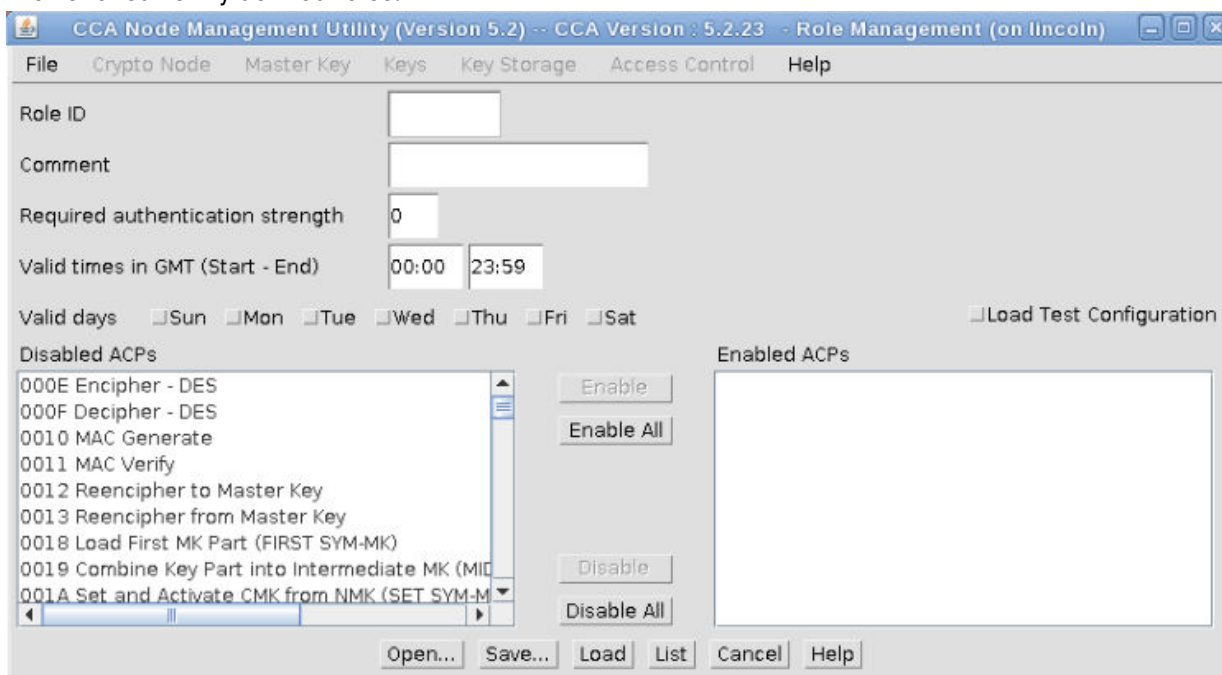 CCA Node Management Utility (Version 5.2) -- CCA Version : 5.2.23 - Role Management (on lincoln)
File Crypto Node Master Key Keys Key Storage Access Control Help
Role ID
Comment
Required authentication strength 0
Valid times in GMT (Start - End) 00:00 23:59
Valid days Sun Mon Tue Wed Thu Fri Sat Load Test Configuration
Disabled ACPs Enabled ACPs
000E Encipher - DES
Enable
000F Decipher - DES
0010 MAC Generate
Enable All
0011 MAC Verify
0012 Reencipher to Master Key
0013 Reencipher from Master Key
0018 Load First MK Part (FIRST SYM-MK)
0019 Combine Key Part into Intermediate MK (MID
Disable
001A Set and Activate CMK from NMK (SET SYM-M
Disable All
Open... Save... Load List Cancel Help